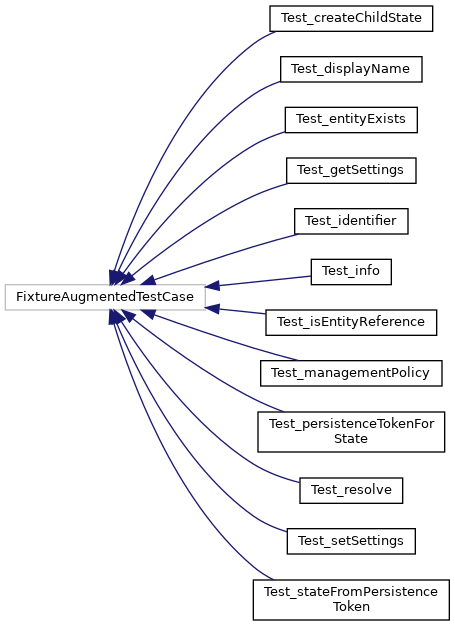 Test_createChildState
Test_displayName
Test_entityExists
Test_getSettings
Test_identifier
Test_info
FixtureAugmentedTestCase
Test_isEntityReference
Test_managementPolicy
Test_persistenceTokenFor
State
Test_resolve
Test_setSettings
Test_stateFromPersistence
Token